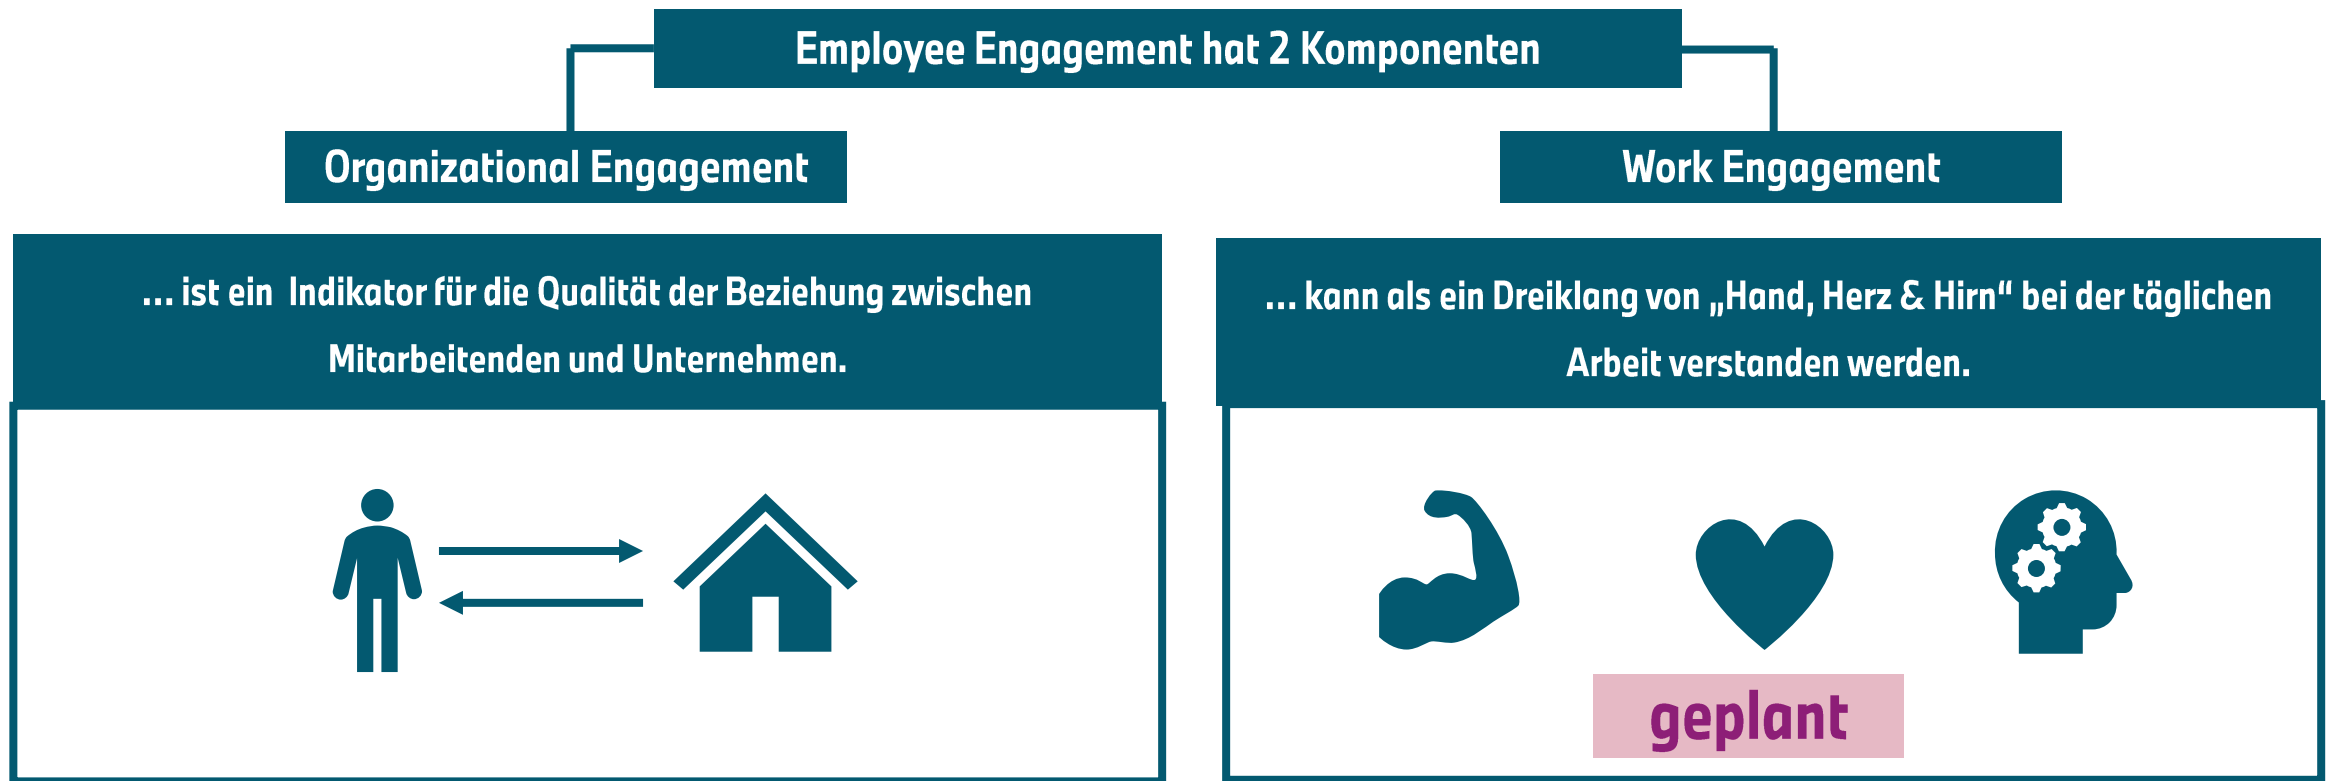 Employee Engagement hat 2 Komponenten
Organizational Engagement
... ist ein Indikator für die Qualität der Beziehung zwischen
Mitarbeitenden und Unternehmen.
Work Engagement
... kann als ein Dreiklang von „Hand, Herz & Hirn“ bei der täglichen
Arbeit verstanden werden.
geplant